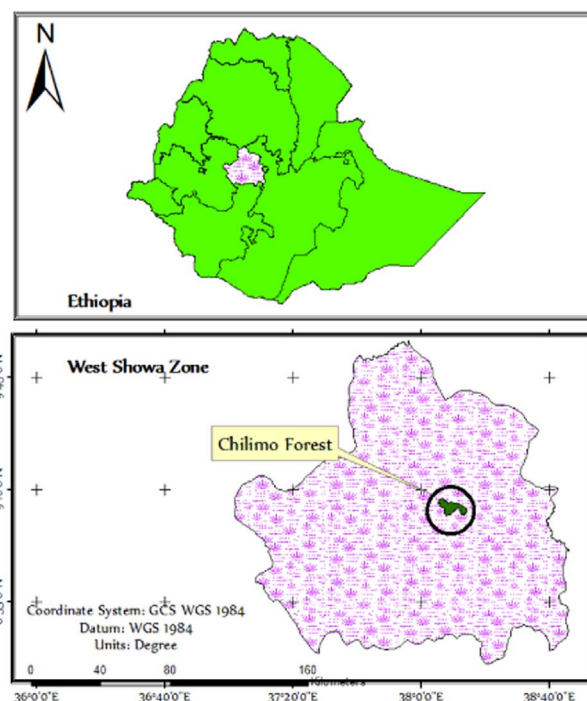 N
Ethiopia
West Showa Zone
Chilimo Forest
Coordinate System: GCS WGS 1984
Datum: WGS 1984
Units: Degree
0 40 80 160
Kilometers
36°0'0"E 36°40'0"E 37°20'0"E 38°0'0"E 38°40'0"E